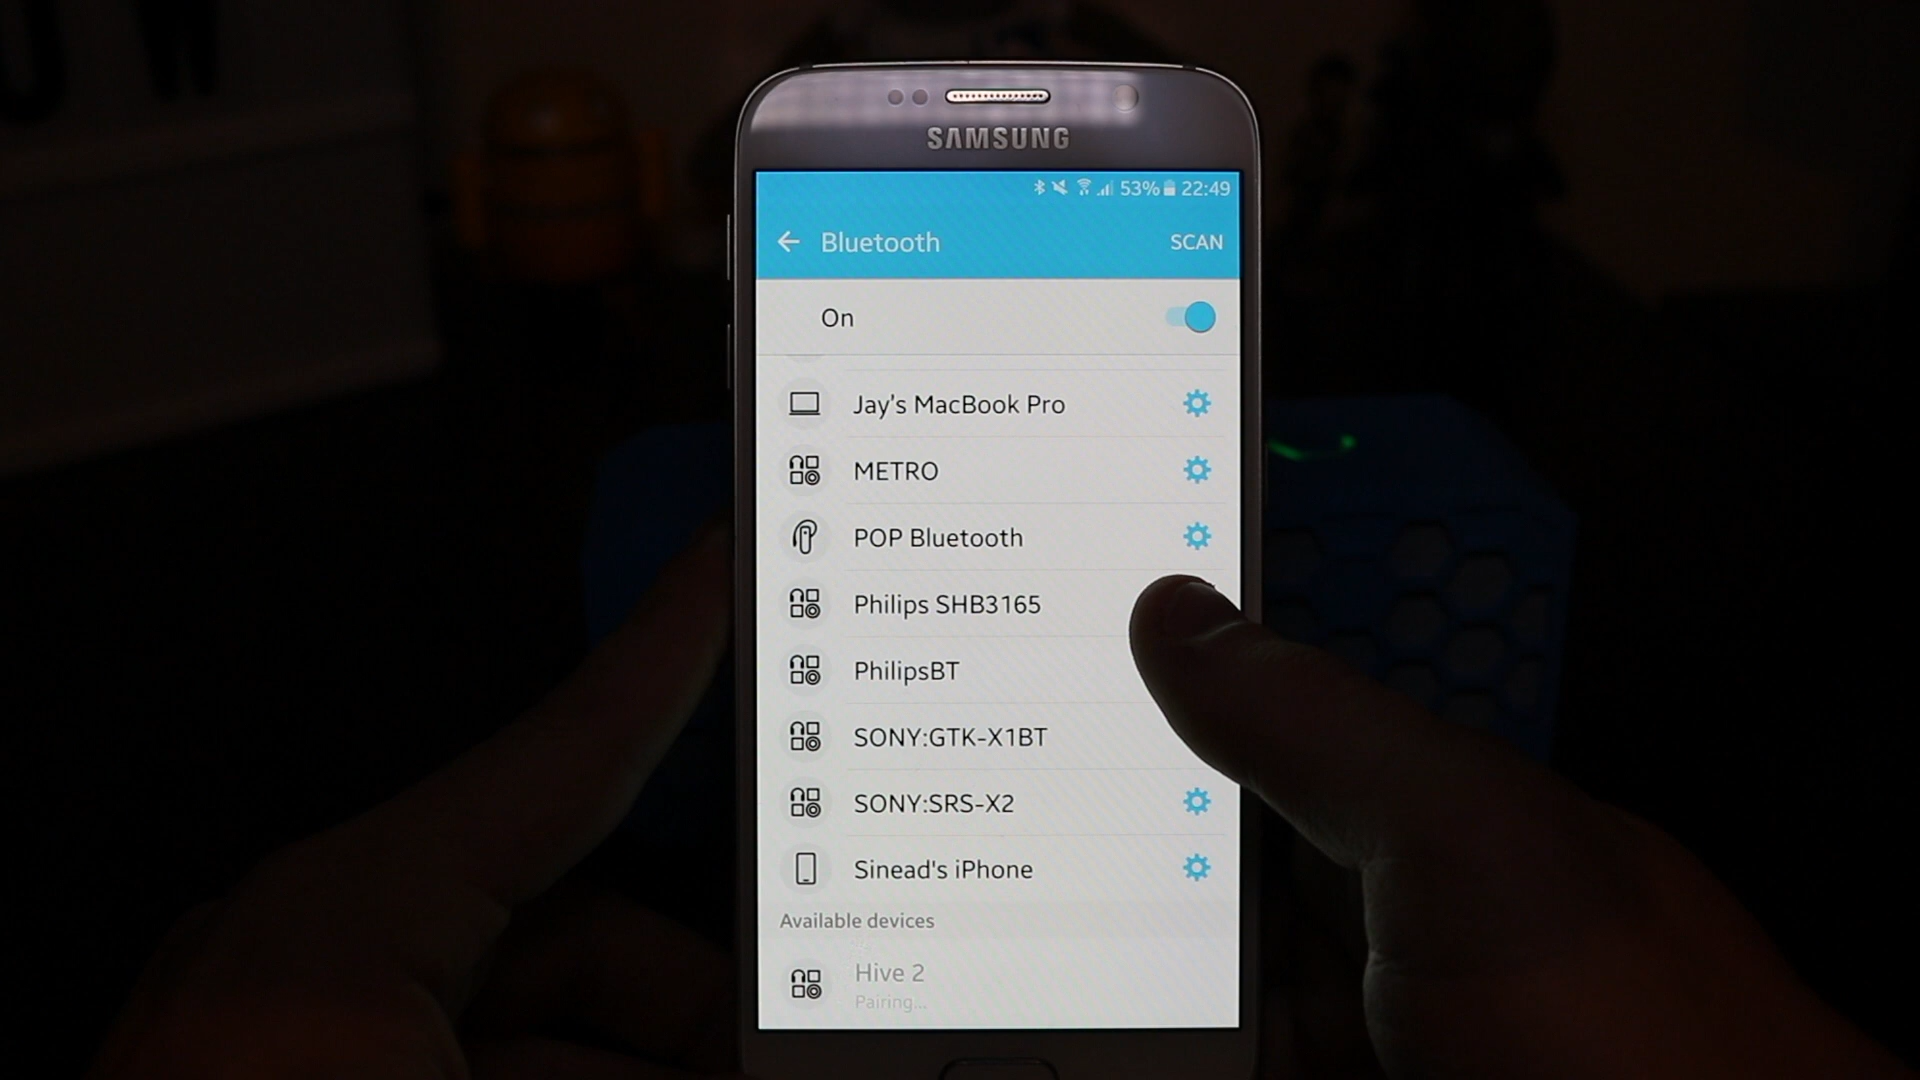 SAMSUNG
53% 22:49
Bluetooth SCAN
On
Jay's MacBook Pro
METRO
POP Bluetooth
Philips SHB3165
PhilipsBT
SONY:GTK-X1BT
SONY:SRS-X2
Sinead's iPhone
Available devices
Hive 2
Pairing...